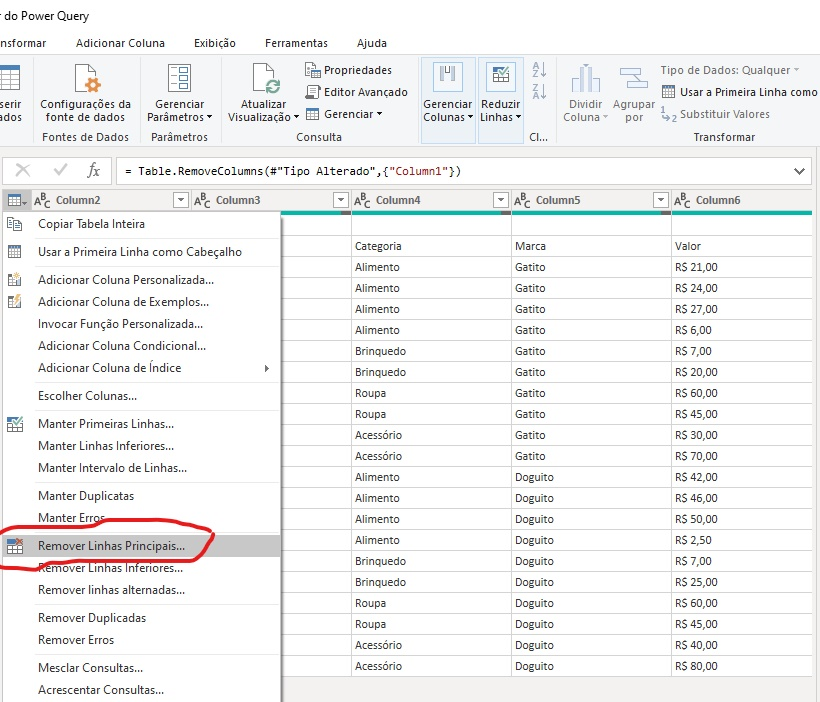 r do Power Query
nsformar Adicionar Coluna Exibição Ferramentas Ajuda
serir
ados
Configurações da
fonte de dados
Fontes de Dados
Gerenciar
Parâmetros
Parâmetros
Atualizar
Visualização
Propriedades
Editor Avançado
Gerenciar
Consulta
Gerenciar
Colunas
Reduzir
Linhas
A
Z
Z
A
Cl...
Dividir
Coluna
Agrupar
por
Tipo de Dados: Qualquer
Usar a Primeira Linha como
1
2
Substituir Valores
Transformar
fx
= Table.RemoveColumns(#"Tipo Alterado",{"Column1"})
ABC Column2 ABC Column3 ABC Column4 ABC Column5 ABC Column6
Copiar Tabela Inteira
Usar a Primeira Linha como Cabeçalho
Adicionar Coluna Personalizada...
Adicionar Coluna de Exemplos...
Invocar Função Personalizada...
Adicionar Coluna Condicional...
Adicionar Coluna de Índice
Escolher Colunas...
Manter Primeiras Linhas...
Manter Linhas Inferiores...
Manter Intervalo de Linhas...
Manter Duplicatas
Manter Erros
Remover Linhas Principais...
Remover Linhas Inferiores...
Remover linhas alternadas...
Remover Duplicadas
Remover Erros
Mesclar Consultas...
Acrescentar Consultas...
Categoria Marca Valor
Alimento Gatito R$ 21,00
Alimento Gatito R$ 24,00
Alimento Gatito R$ 27,00
Alimento Gatito R$ 6,00
Brinquedo Gatito R$ 7,00
Brinquedo Gatito R$ 20,00
Roupa Gatito R$ 60,00
Roupa Gatito R$ 45,00
Acessório Gatito R$ 30,00
Acessório Gatito R$ 70,00
Alimento Doguito R$ 42,00
Alimento Doguito R$ 46,00
Alimento Doguito R$ 50,00
Alimento Doguito R$ 2,50
Brinquedo Doguito R$ 7,00
Brinquedo Doguito R$ 25,00
Roupa Doguito R$ 60,00
Roupa Doguito R$ 45,00
Acessório Doguito R$ 40,00
Acessório Doguito R$ 80,00